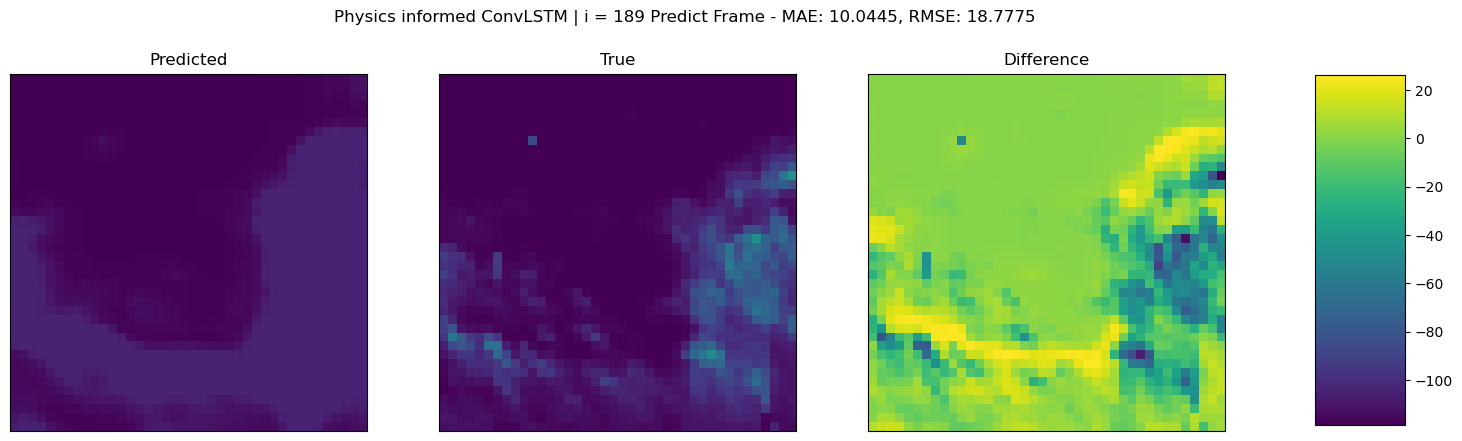 Physics informed ConvLSTM | i = 189 Predict Frame - MAE: 10.0445, RMSE: 18.7775
Predicted
True
Difference
20
0
−20
−40
−60
−80
−100